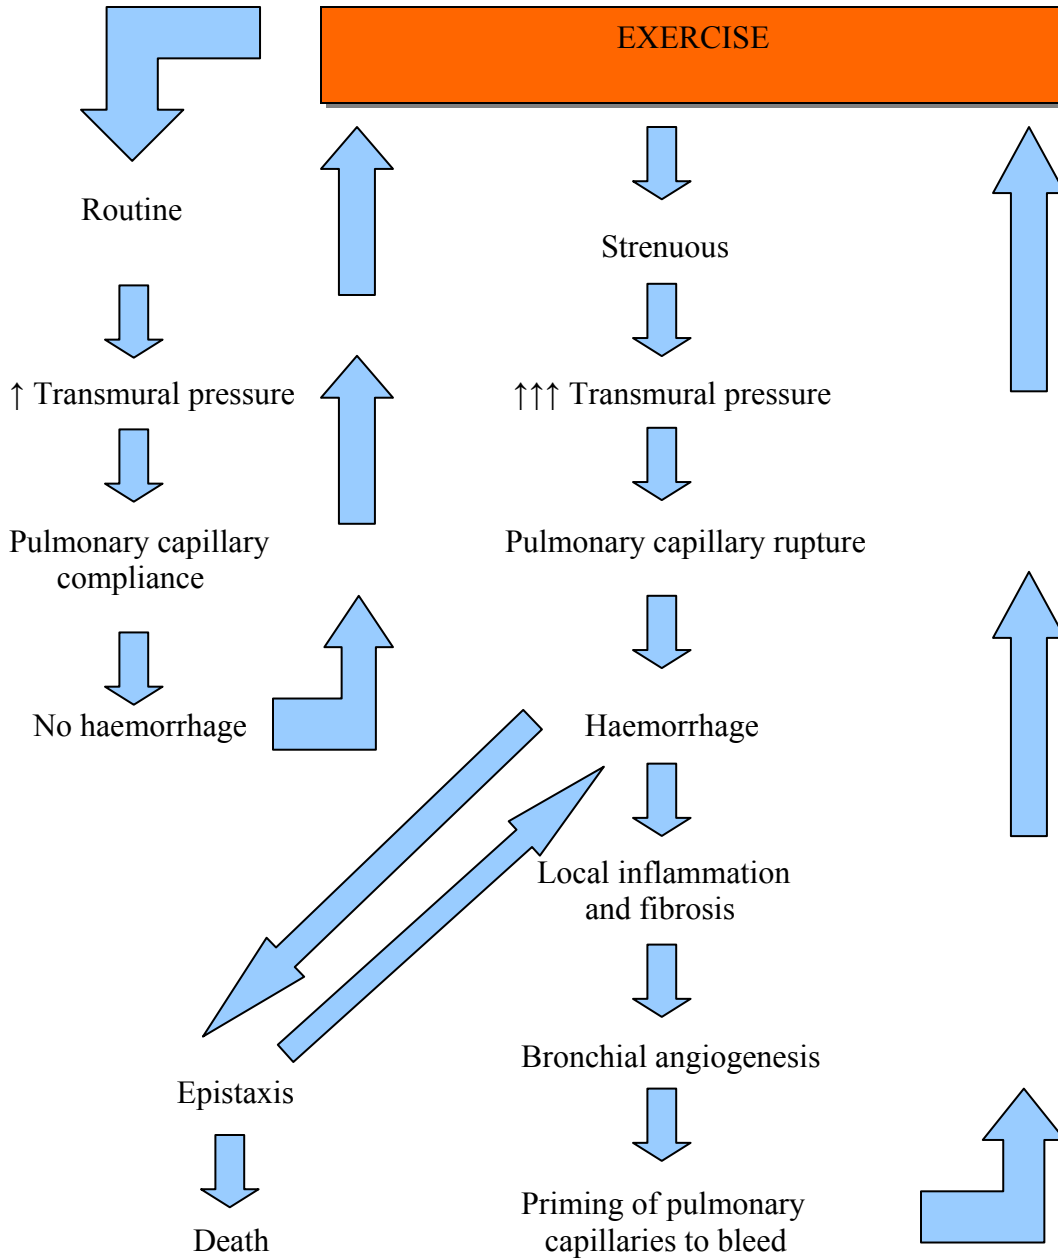 EXERCISE
Routine
Strenuous
↑ Transmural pressure
↑↑↑ Transmural pressure
Pulmonary capillary
compliance
Pulmonary capillary rupture
No haemorrhage
Haemorrhage
Local inflammation
and fibrosis
Bronchial angiogenesis
Epistaxis
Priming of pulmonary
capillaries to bleed
Death